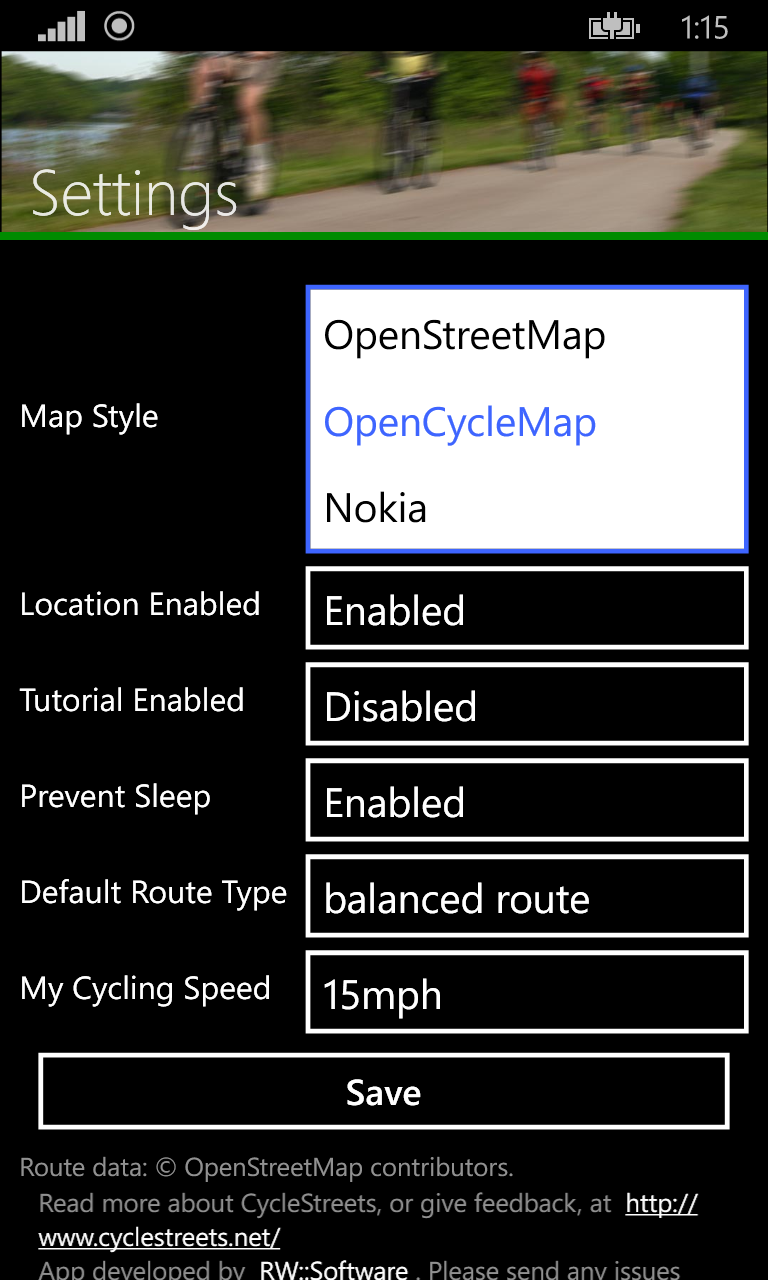 1:15
Settings
Map Style
OpenStreetMap
OpenCycleMap
Nokia
Location Enabled
Enabled
Tutorial Enabled
Disabled
Prevent Sleep
Enabled
Default Route Type
balanced route
My Cycling Speed
15mph
Save
Route data: © OpenStreetMap contributors.
Read more about CycleStreets, or give feedback, at http://
www.cyclestreets.net/
App developed by RW::Software . Please send any issues